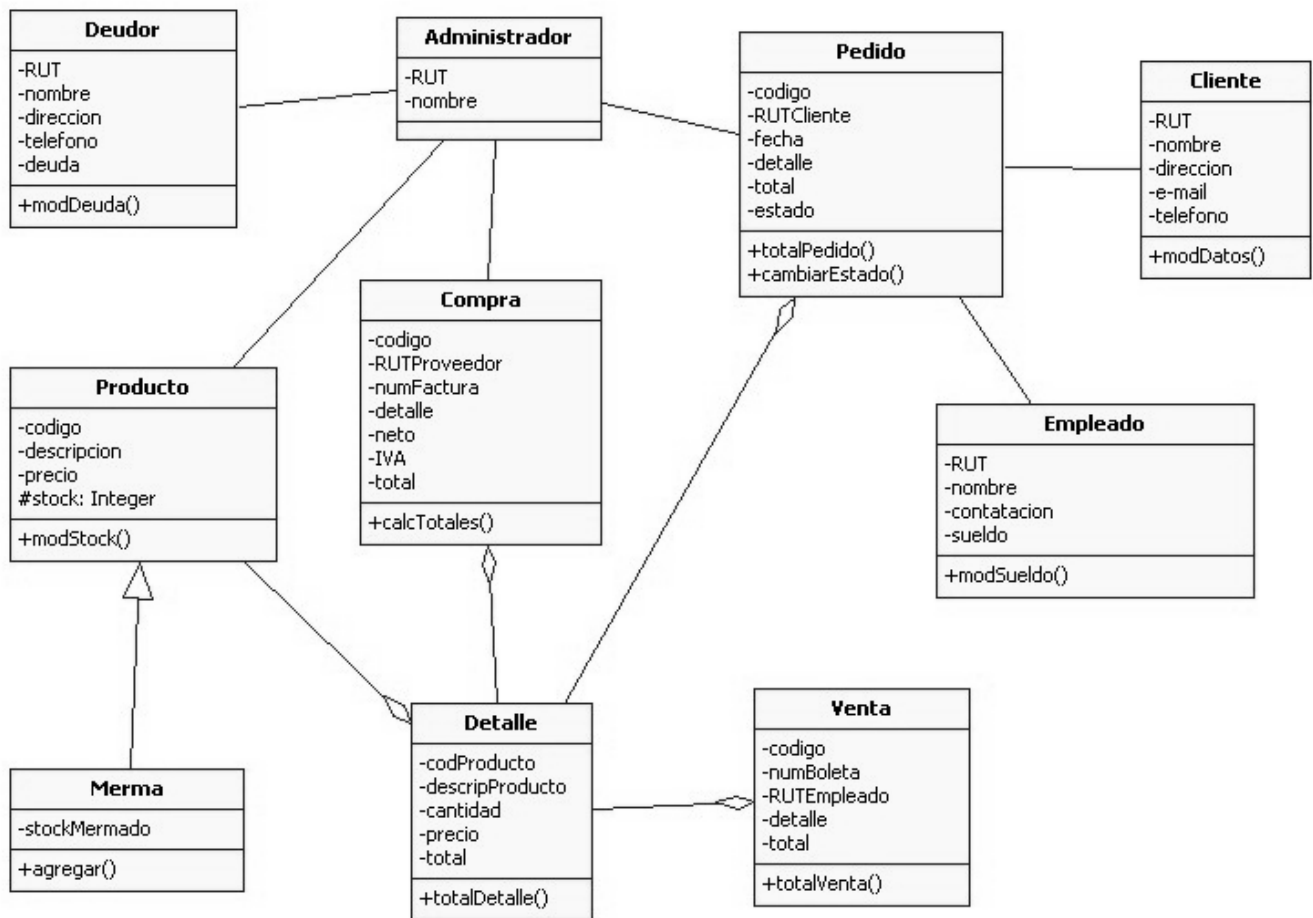 Deudor
-RUT
-nombre
-direccion
-telefono
-deuda
+modDeuda()
Administrador
-RUT
-nombre
Pedido
-codigo
-RUTCliente
-fecha
-detalle
-total
-estado
+totalPedido()
+cambiarEstado()
Cliente
-RUT
-nombre
-direccion
-e-mail
-telefono
+modDatos()
Producto
-codigo
-descripcion
-precio
#stock: Integer
+modStock()
Compra
-codigo
-RUTProveedor
-numFactura
-detalle
-neto
-IVA
-total
+calcTotales()
Empleado
-RUT
-nombre
-contatacion
-sueldo
+modSueldo()
Merma
-stockMermado
+agregar()
Detalle
-codProducto
-descripProducto
-cantidad
-precio
-total
+totalDetalle()
Venta
-codigo
-numBoleta
-RUTEmpleado
-detalle
-total
+totalVenta()